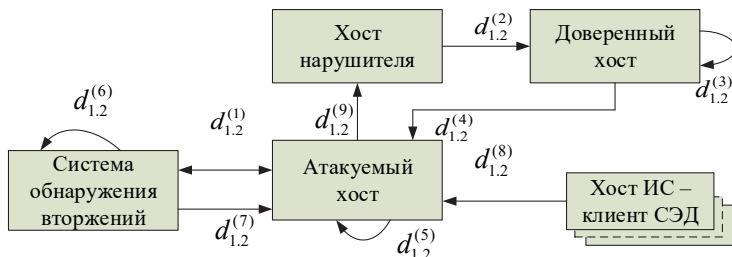 Хост
нарушителя
d_{1.2}^{(2)}
Доверенный
хост
d_{1.2}^{(3)}
d_{1.2}^{(6)}
d_{1.2}^{(1)}
d_{1.2}^{(9)}
d_{1.2}^{(4)}
Система
обнаружения
вторжений
Атакуемый
хост
d_{1.2}^{(8)}
Хост ИС –
клиент СЭД
d_{1.2}^{(7)}
d_{1.2}^{(5)}